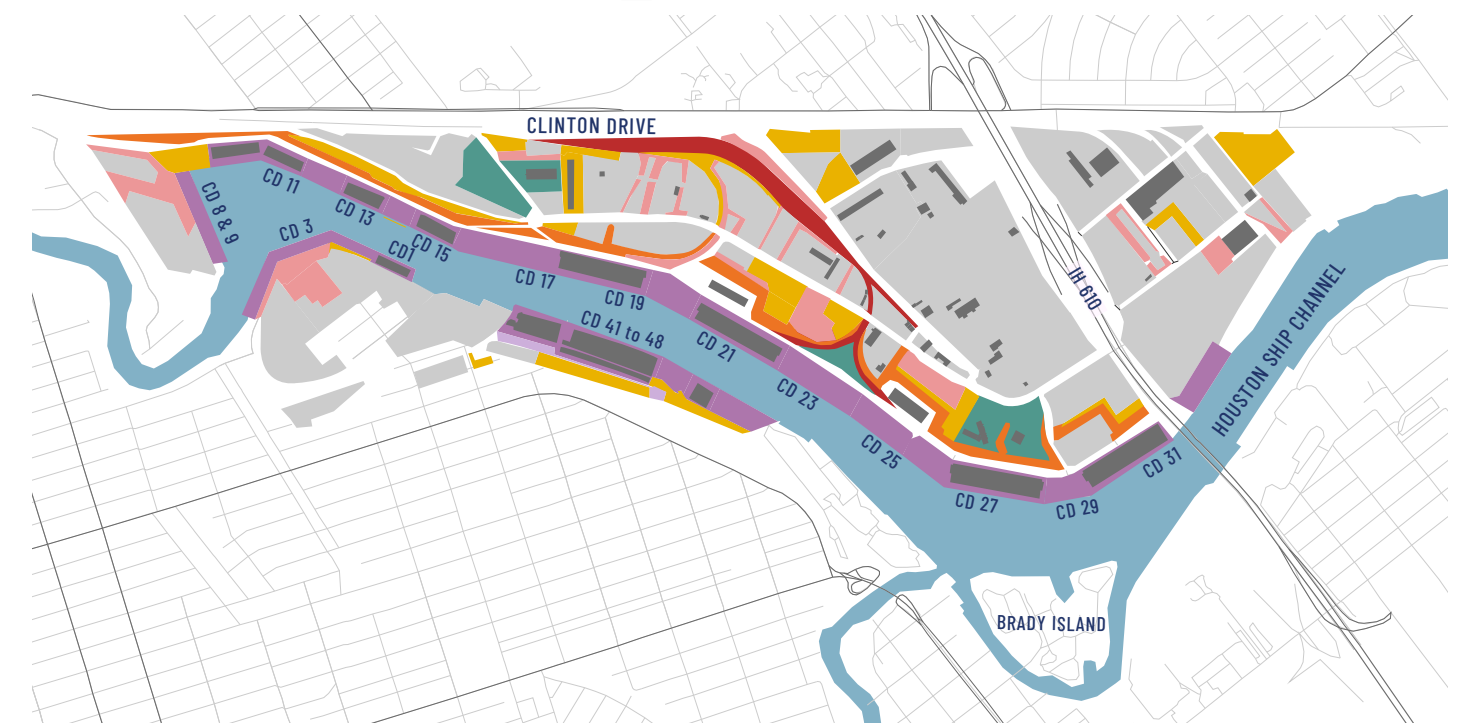 CLINTON DRIVE
CD 8 & 9
CD 11
CD 3
CD 13
CD1
CD 15
CD 17
CD 19
CD 41 to 48
CD 21
CD 23
CD 25
CD 27
CD 29
CD 31
IH 610
HOUSTON SHIP CHANNEL
BRADY ISLAND